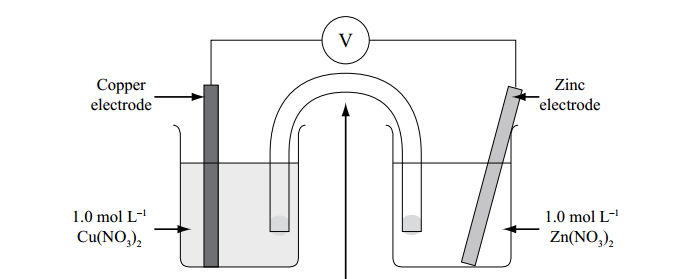 V
Copper
electrode
Zinc
electrode
1.0 mol L⁻¹
Cu(NO₃)₂
1.0 mol L⁻¹
Zn(NO₃)₂